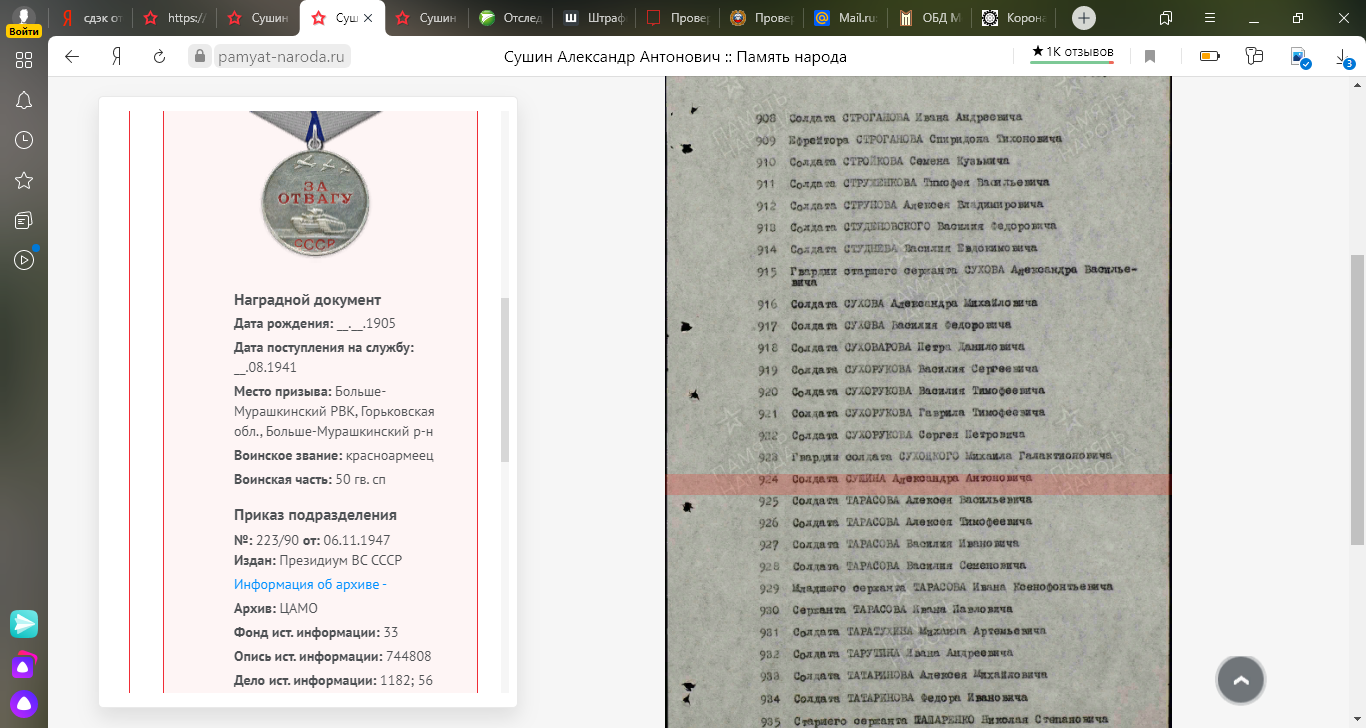 Войти
сдэк от
https://
Сушин
Суш
Сушин
Отслед
Штраф
Провер
Провер
Mail.ru:
ОБД М
Корона
pamyat-naroda.ru
Сушин Александр Антонович :: Память народа
★ 1К отзывов
3
ЗА
ОТВАГУ
СССР
Наградной документ
Дата рождения: __.__.1905
Дата поступления на службу:
__.08.1941
Место призыва: Больше-
Мурашкинский РВК, Горьковская
обл., Больше-Мурашкинский р-н
Воинское звание: красноармеец
Воинская часть: 50 гв. сп
Приказ подразделения
№: 223/90 от: 06.11.1947
Издан: Президиум ВС СССР
Информация об архиве -
Архив: ЦАМО
Фонд ист. информации: 33
Опись ист. информации: 744808
Дело ист. информации: 1182; 56
908 Солдата СТРОГАНОВА Ивана Андреевича
909 Ефрейтора СТРОГАНОВА Спиридона Тихоновича
910 Солдата СТРОЛКОВА Семена Кузьмича
911 Солдата СТРУЖЕНКОВА Тимофея Васильевича
912 Солдата СТРУНОВА Алексея Владимировича
913 Солдата СТУДЕНОВСКОГО Василия Федоровича
914 Солдата СТУДНЕВА Василия Евдокимовича
915 Гвардии старшего сержанта СУХОВА Александра Василье-
вича
916 Солдата СУХОВА Александра Михайловича
917 Солдата СУХОВА Василия Федоровича
918 Солдата СУХОВАРОВА Петра Даниловича
919 Солдата СУХОРУКОВА Василия Сергеевича
920 Солдата СУХОРУКОВА Василия Тимофеевича
921 Солдата СУХОРУКОВА Гаврила Тимофеевича
922 Солдата СУХОРУКОВА Сергея Петровича
923 Гвардии солдата СУХОЦКОГО Михаила Галактионовича
924 Солдата СУШИНА Александра Антоновича
925 Солдата ТАРАСОВА Алексея Васильевича
926 Солдата ТАРАСОВА Алексея Тимофеевича
927 Солдата ТАРАСОВА Василия Ивановича
928 Солдата ТАРАСОВА Василия Семеновича
929 Младшего сержанта ТАРАСОВА Ивана Ксенофонтьевича
930 Сержанта ТАРАСОВА Ивана Павловича
931 Солдата ТАРАТУХИНА Михаила Артемьевича
932 Солдата ТАРУТИНА Ивана Андреевича
933 Солдата ТАТАРИНОВА Алексея Михайловича
934 Солдата ТАТАРИНОВА Федора Ивановича
935 Старшего сержанта Николая Степановича